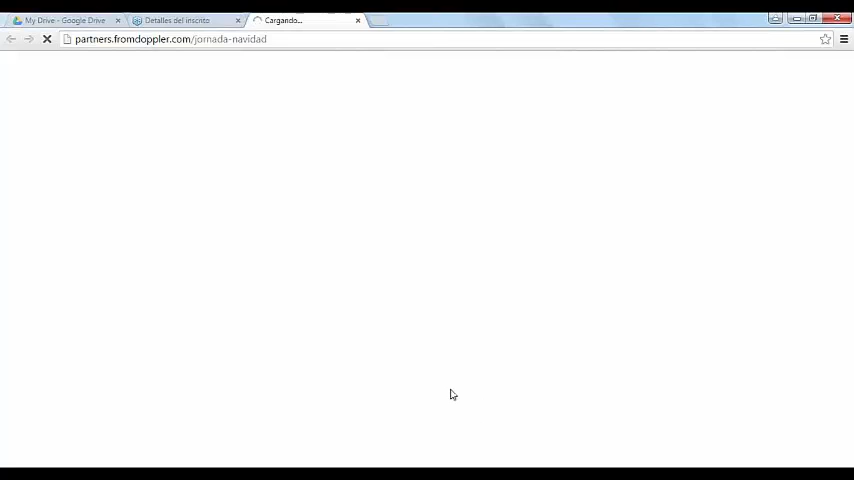 My Drive - Google Drive
Detalles del inscrito
Cargando...
partners.fromdoppler.com/jornada-navidad